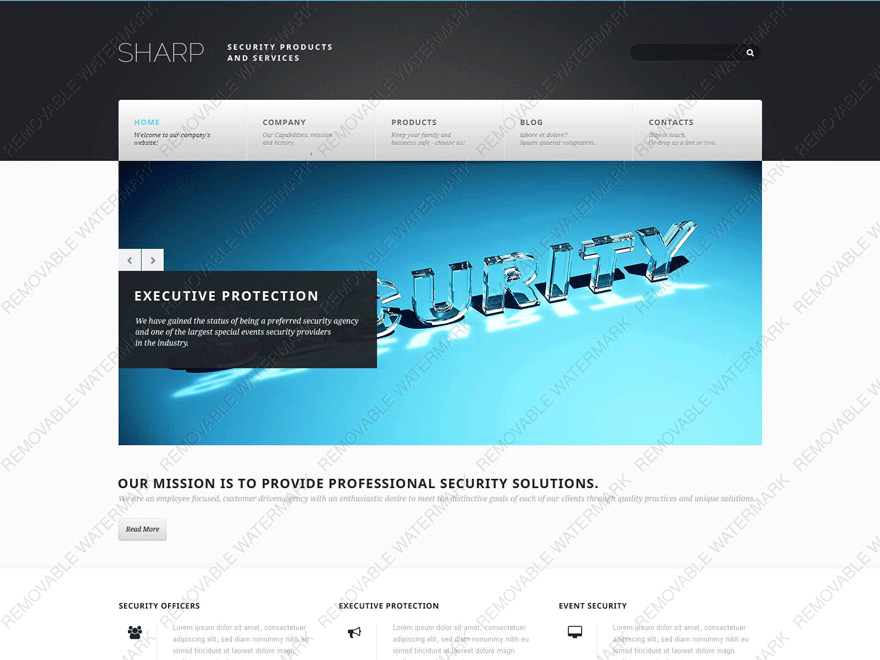 SHARP
SECURITY PRODUCTS
AND SERVICES
HOME
Welcome to our company's
website!
COMPANY
Our Capabilities, mission
and history.
PRODUCTS
Keep your family and
business safe - choose us!
BLOG
labore et dolore?
Iquam quaerat voluptatem.
CONTACTS
Stay in touch.
Or drop us a line or two.
CURITY
EXECUTIVE PROTECTION
We have gained the status of being a preferred security agency
and one of the largest special events security providers
in the industry.
OUR MISSION IS TO PROVIDE PROFESSIONAL SECURITY SOLUTIONS.
We are an employee focused, customer driven agency with an enthusiastic desire to meet the distinctive goals of each of our clients through quality practices and unique solutions.
Read More
SECURITY OFFICERS
Lorem ipsum dolor sit amet, consectetuer
adipiscing elit, sed diam nonummy nibh eu
ismod tincidunt ut laoreet dolore magn.
EXECUTIVE PROTECTION
Lorem ipsum dolor sit amet, consectetuer
adipiscing elit, sed diam nonummy nibh eu
ismod tincidunt ut laoreet dolore magn.
EVENT SECURITY
Lorem ipsum dolor sit amet, consectetuer
adipiscing elit, sed diam nonummy nibh eu
ismod tincidunt ut laoreet dolore magn.
REMOVABLE WATERMARK